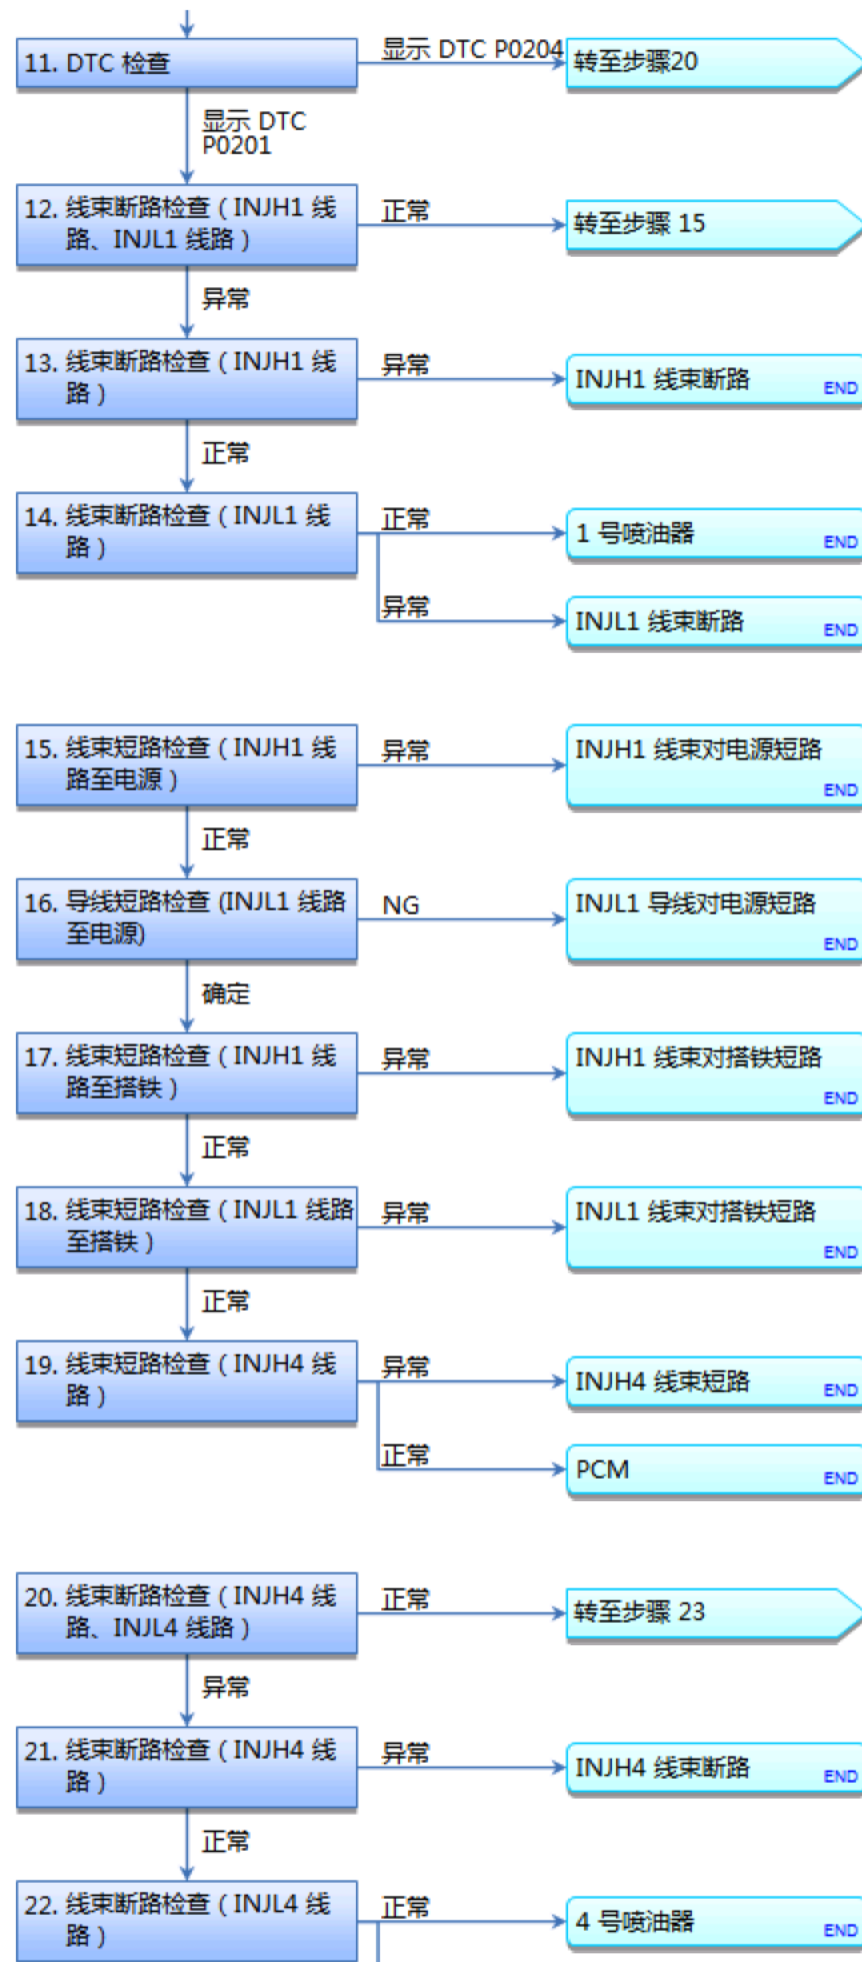 11. DTC 检查
显示 DTC P0204
转至步骤20
显示 DTC
P0201
12. 线束断路检查 ( INJH1 线
路、INJL1 线路 )
正常
转至步骤 15
异常
13. 线束断路检查 ( INJH1 线
路 )
异常
INJH1 线束断路
END
正常
14. 线束断路检查 ( INJL1 线
路 )
正常
1 号喷油器
END
异常
INJL1 线束断路
END
15. 线束短路检查 ( INJH1 线
路至电源 )
异常
INJH1 线束对电源短路
END
正常
16. 导线短路检查 (INJL1 线路
至电源)
NG
INJL1 导线对电源短路
END
确定
17. 线束短路检查 ( INJH1 线
路至搭铁 )
异常
INJH1 线束对搭铁短路
END
正常
18. 线束短路检查 ( INJL1 线路
至搭铁 )
异常
INJL1 线束对搭铁短路
END
正常
19. 线束短路检查 ( INJH4 线
路 )
异常
INJH4 线束短路
END
正常
PCM
END
20. 线束断路检查 ( INJH4 线
路、INJL4 线路 )
正常
转至步骤 23
异常
21. 线束断路检查 ( INJH4 线
路 )
异常
INJH4 线束断路
END
正常
22. 线束断路检查 ( INJL4 线
路 )
正常
4 号喷油器
END